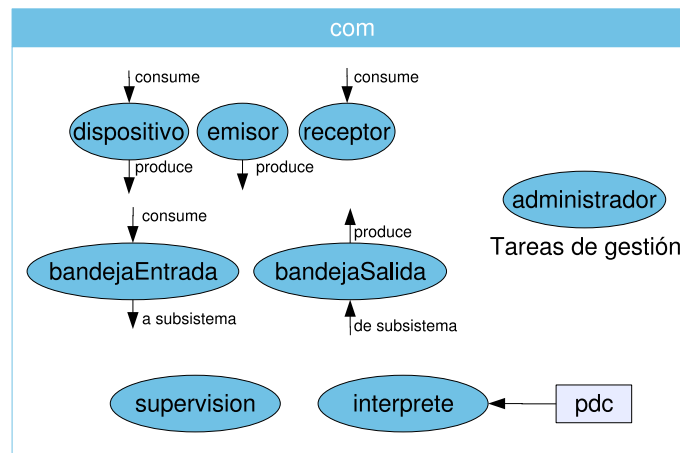 com
consume
consume
dispositivo
emisor
receptor
produce
produce
consume
produce
administrador
Tareas de gestión
bandejaEntrada
bandejaSalida
a subsistema
de subsistema
supervision
interprete
pdc